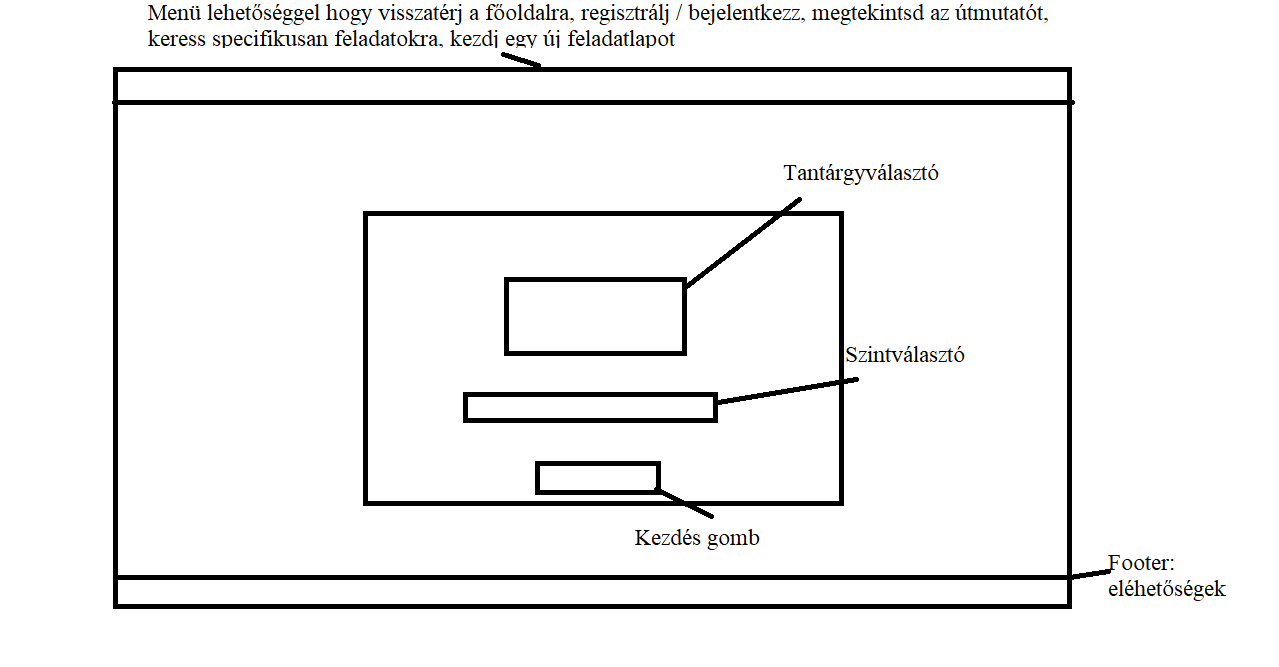 Menü lehetőséggel hogy visszatérj a főoldalra, regisztrálj / bejelentkezz, megtekintsd az útmutatót,
keress specifikusan feladatokra, kezdj egy új feladatlapot
Tantárgyválasztó
Szintválasztó
Kezdés gomb
Footer:
eléhetőségek